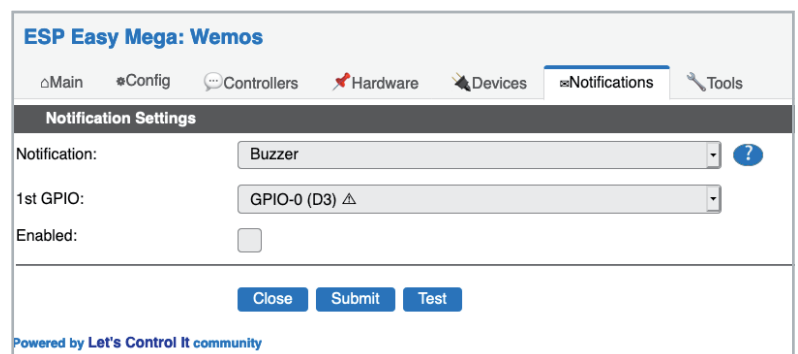 ESP Easy Mega: Wemos
⌂Main ⚙Config 💬Controllers 📌Hardware 🔌Devices ✉Notifications 🔧Tools
Notification Settings
Notification: Buzzer ?
1st GPIO: GPIO-0 (D3) ⚠
Enabled:
Close Submit Test
Powered by Let's Control It community